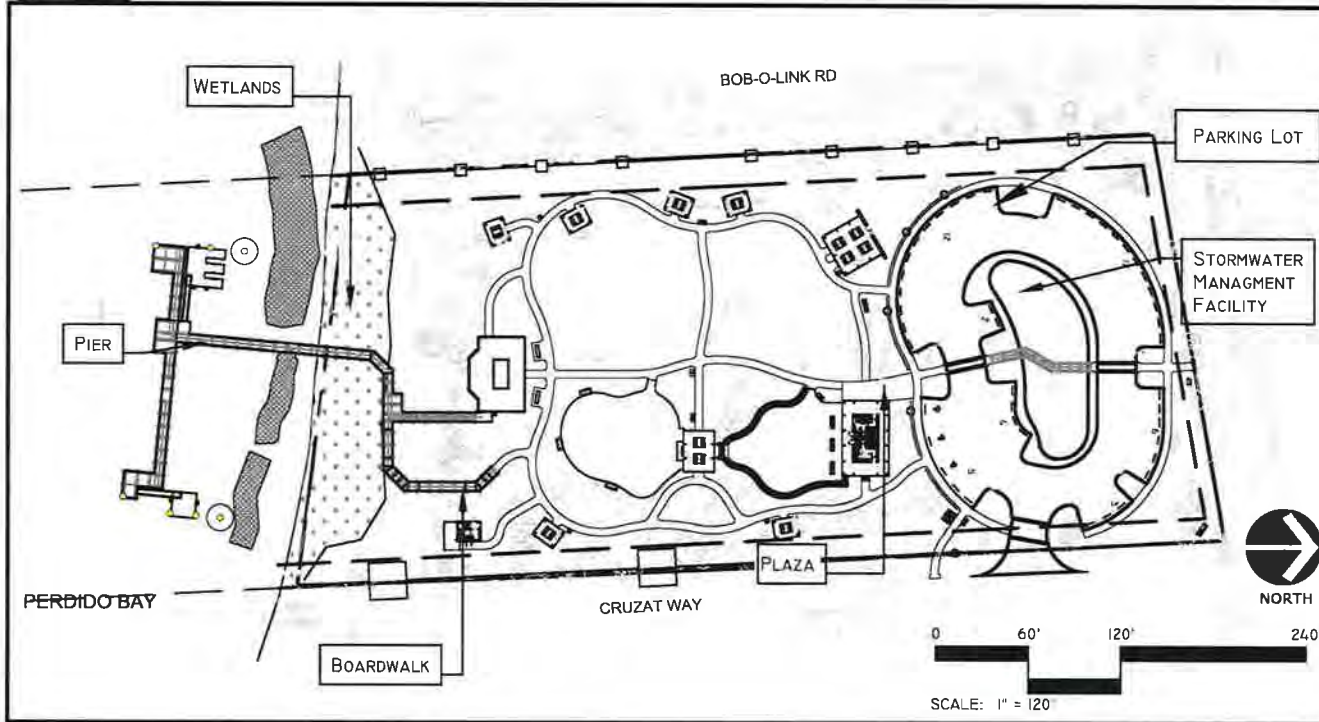 BOB-O-LINK RD
WETLANDS
PARKING LOT
STORMWATER
MANAGMENT
FACILITY
PIER
PLAZA
PERDIDO BAY
CRUZAT WAY
BOARDWALK
NORTH
0 60' 120' 240
SCALE: 1" = 120'